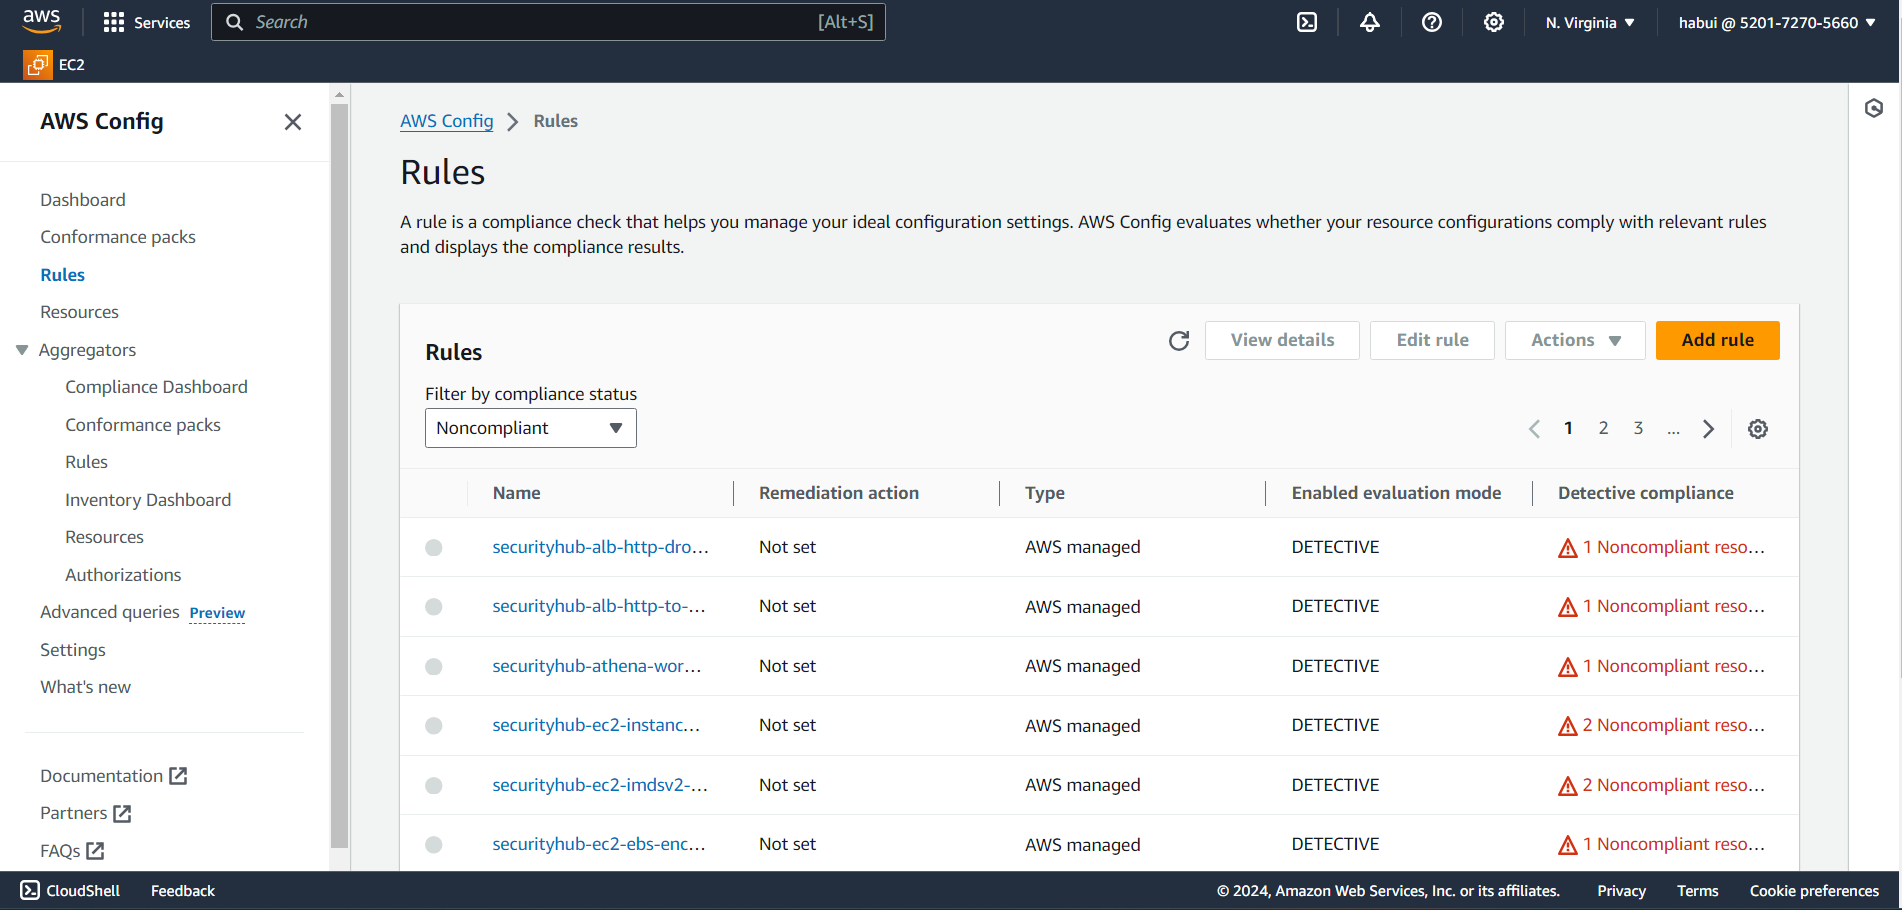 aws
Services
Search
[Alt+S]
N. Virginia
habui @ 5201-7270-5660
EC2
AWS Config
Dashboard
Conformance packs
Rules
Resources
Aggregators
Compliance Dashboard
Conformance packs
Rules
Inventory Dashboard
Resources
Authorizations
Advanced queries Preview
Settings
What's new
Documentation
Partners
FAQs
AWS Config > Rules
Rules
A rule is a compliance check that helps you manage your ideal configuration settings. AWS Config evaluates whether your resource configurations comply with relevant rules
and displays the compliance results.
Rules
View details
Edit rule
Actions
Add rule
Filter by compliance status
Noncompliant
1 2 3 ...
Name Remediation action Type Enabled evaluation mode Detective compliance
securityhub-alb-http-dro... Not set AWS managed DETECTIVE 1 Noncompliant reso...
securityhub-alb-http-to-... Not set AWS managed DETECTIVE 1 Noncompliant reso...
securityhub-athena-wor... Not set AWS managed DETECTIVE 1 Noncompliant reso...
securityhub-ec2-instanc... Not set AWS managed DETECTIVE 2 Noncompliant reso...
securityhub-ec2-imdsv2-... Not set AWS managed DETECTIVE 2 Noncompliant reso...
securityhub-ec2-ebs-enc... Not set AWS managed DETECTIVE 1 Noncompliant reso...
CloudShell Feedback © 2024, Amazon Web Services, Inc. or its affiliates. Privacy Terms Cookie preferences